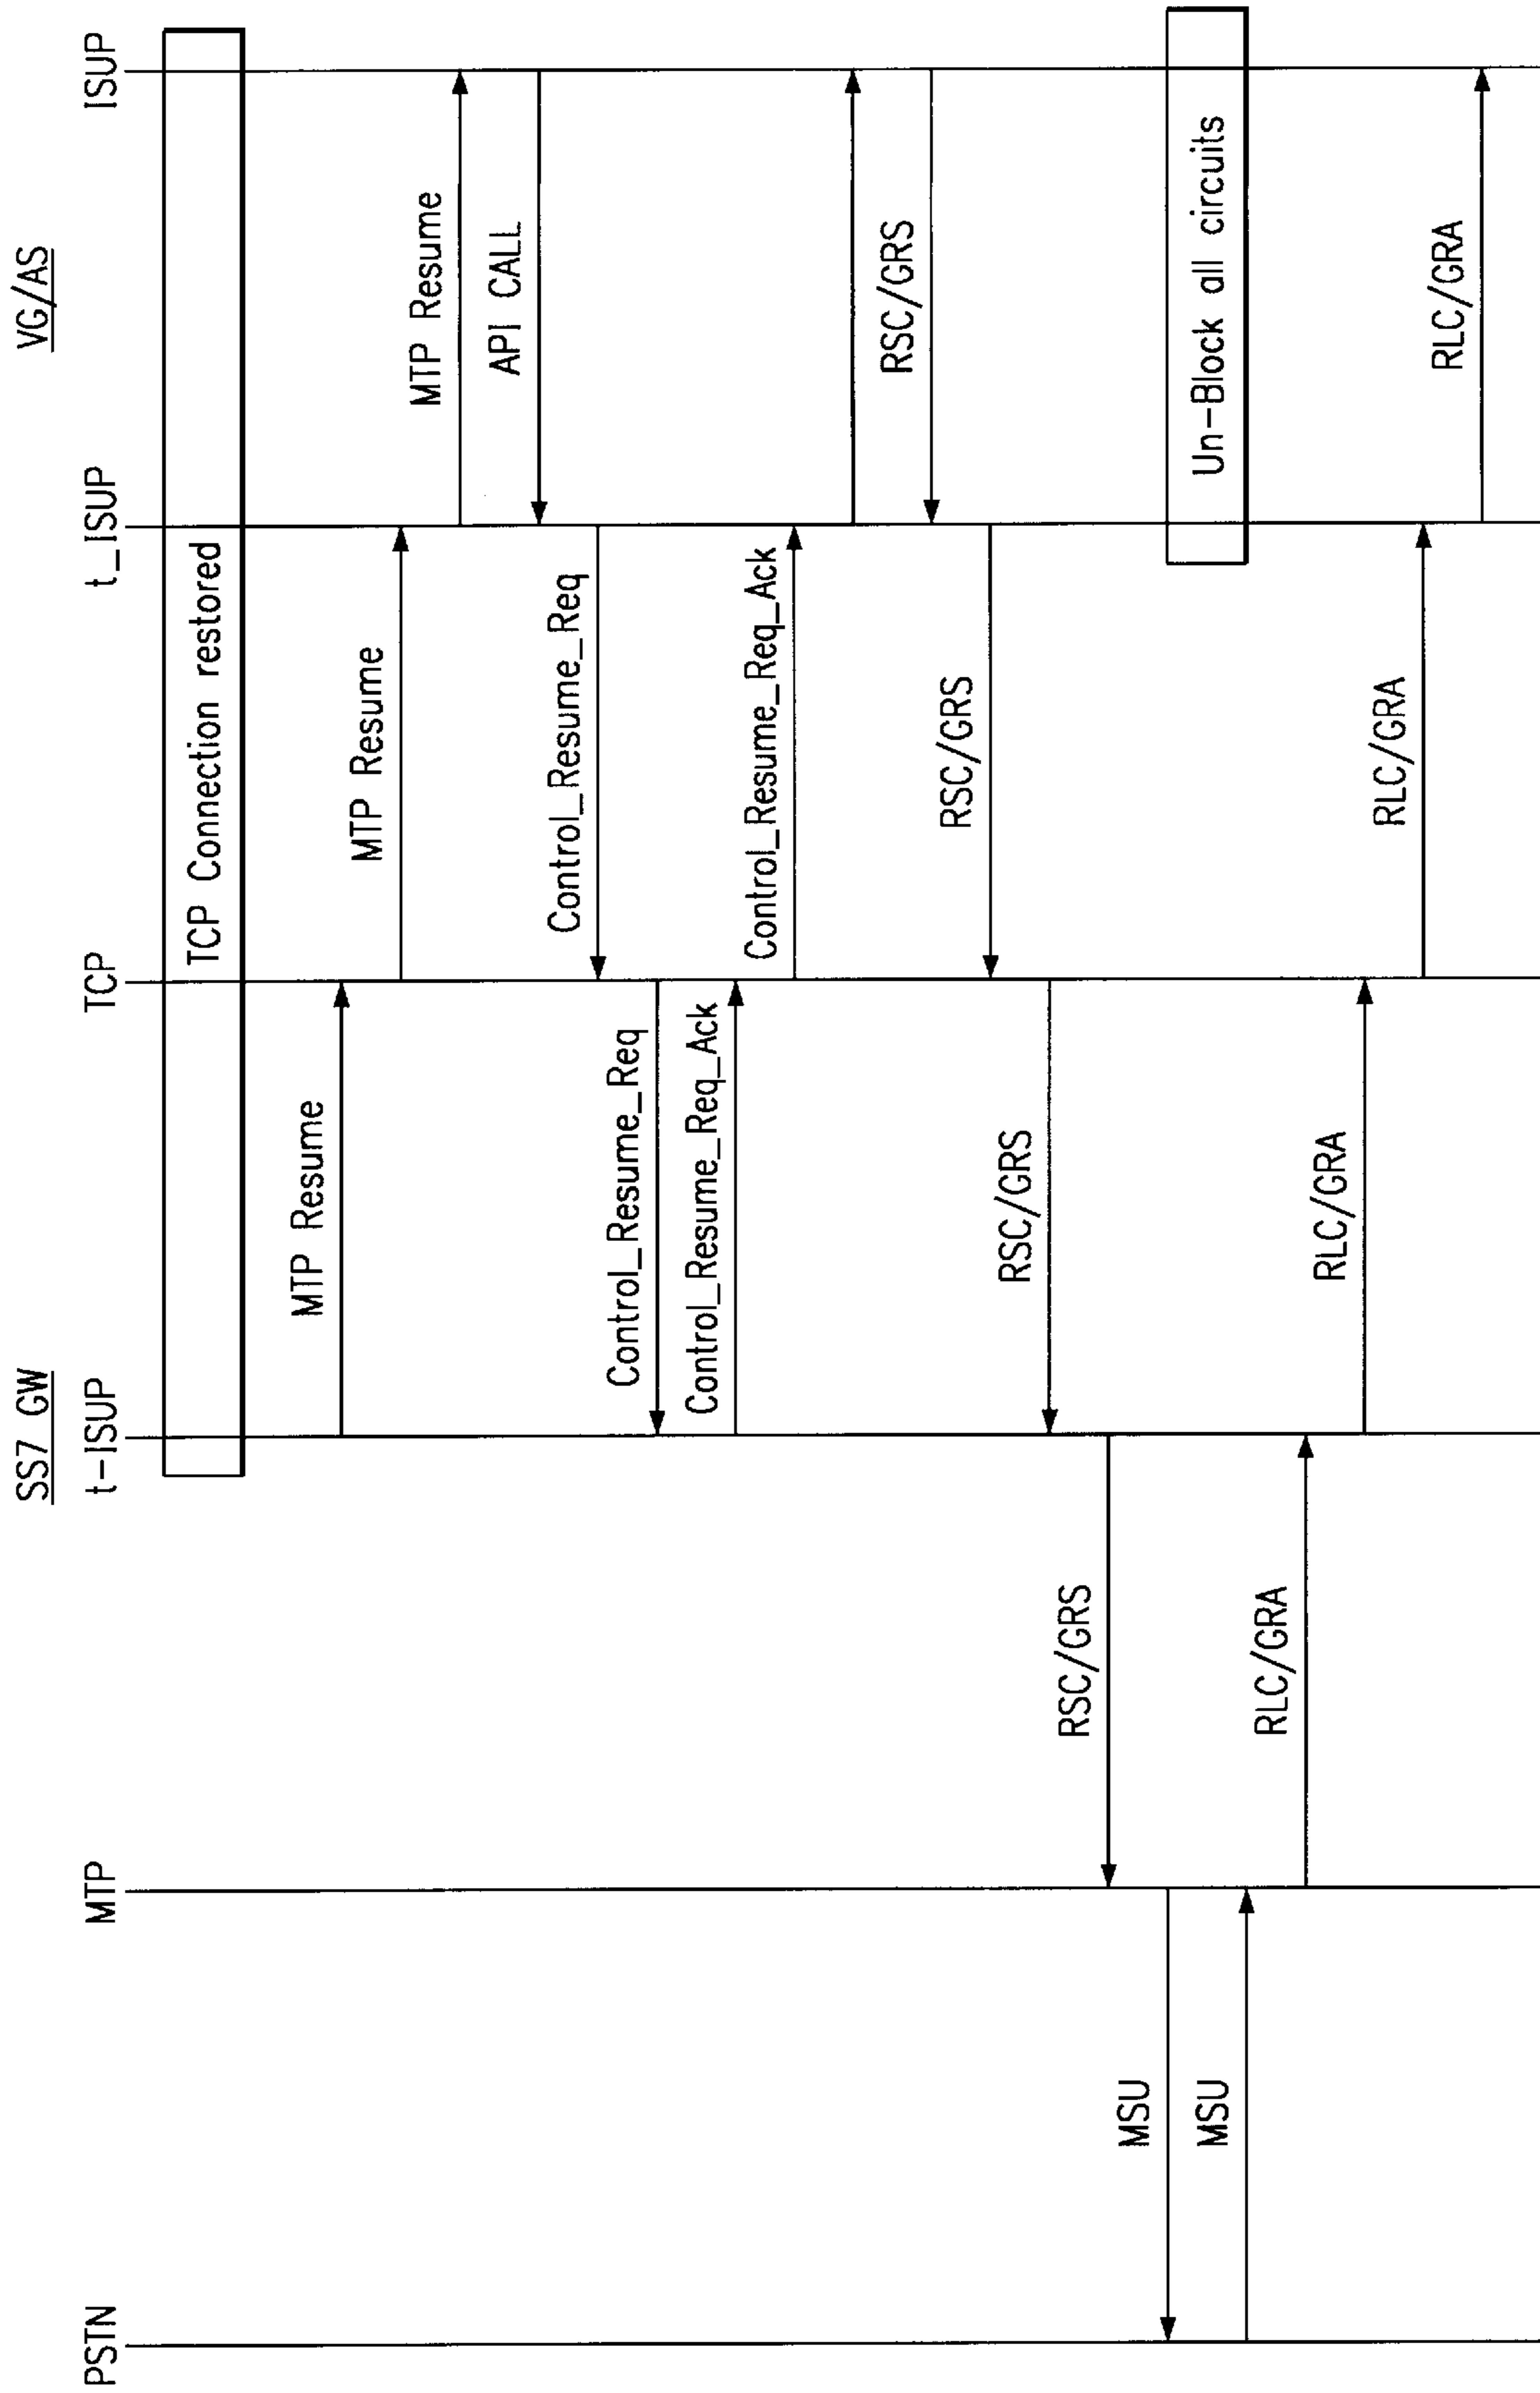 SS7 GW
VG/AS
PSTN
MTP
t-ISUP
TCP
t_ISUP
ISUP
TCP Connection restored
MTP Resume
MTP Resume
MTP Resume
API CALL
Control_Resume_Req
Control_Resume_Req
Control_Resume_Req_Ack
Control_Resume_Req_Ack
RSC/GRS
RSC/GRS
RSC/GRS
RSC/GRS
MSU
Un-Block all circuits
MSU
RLC/GRA
RLC/GRA
RLC/GRA
RLC/GRA